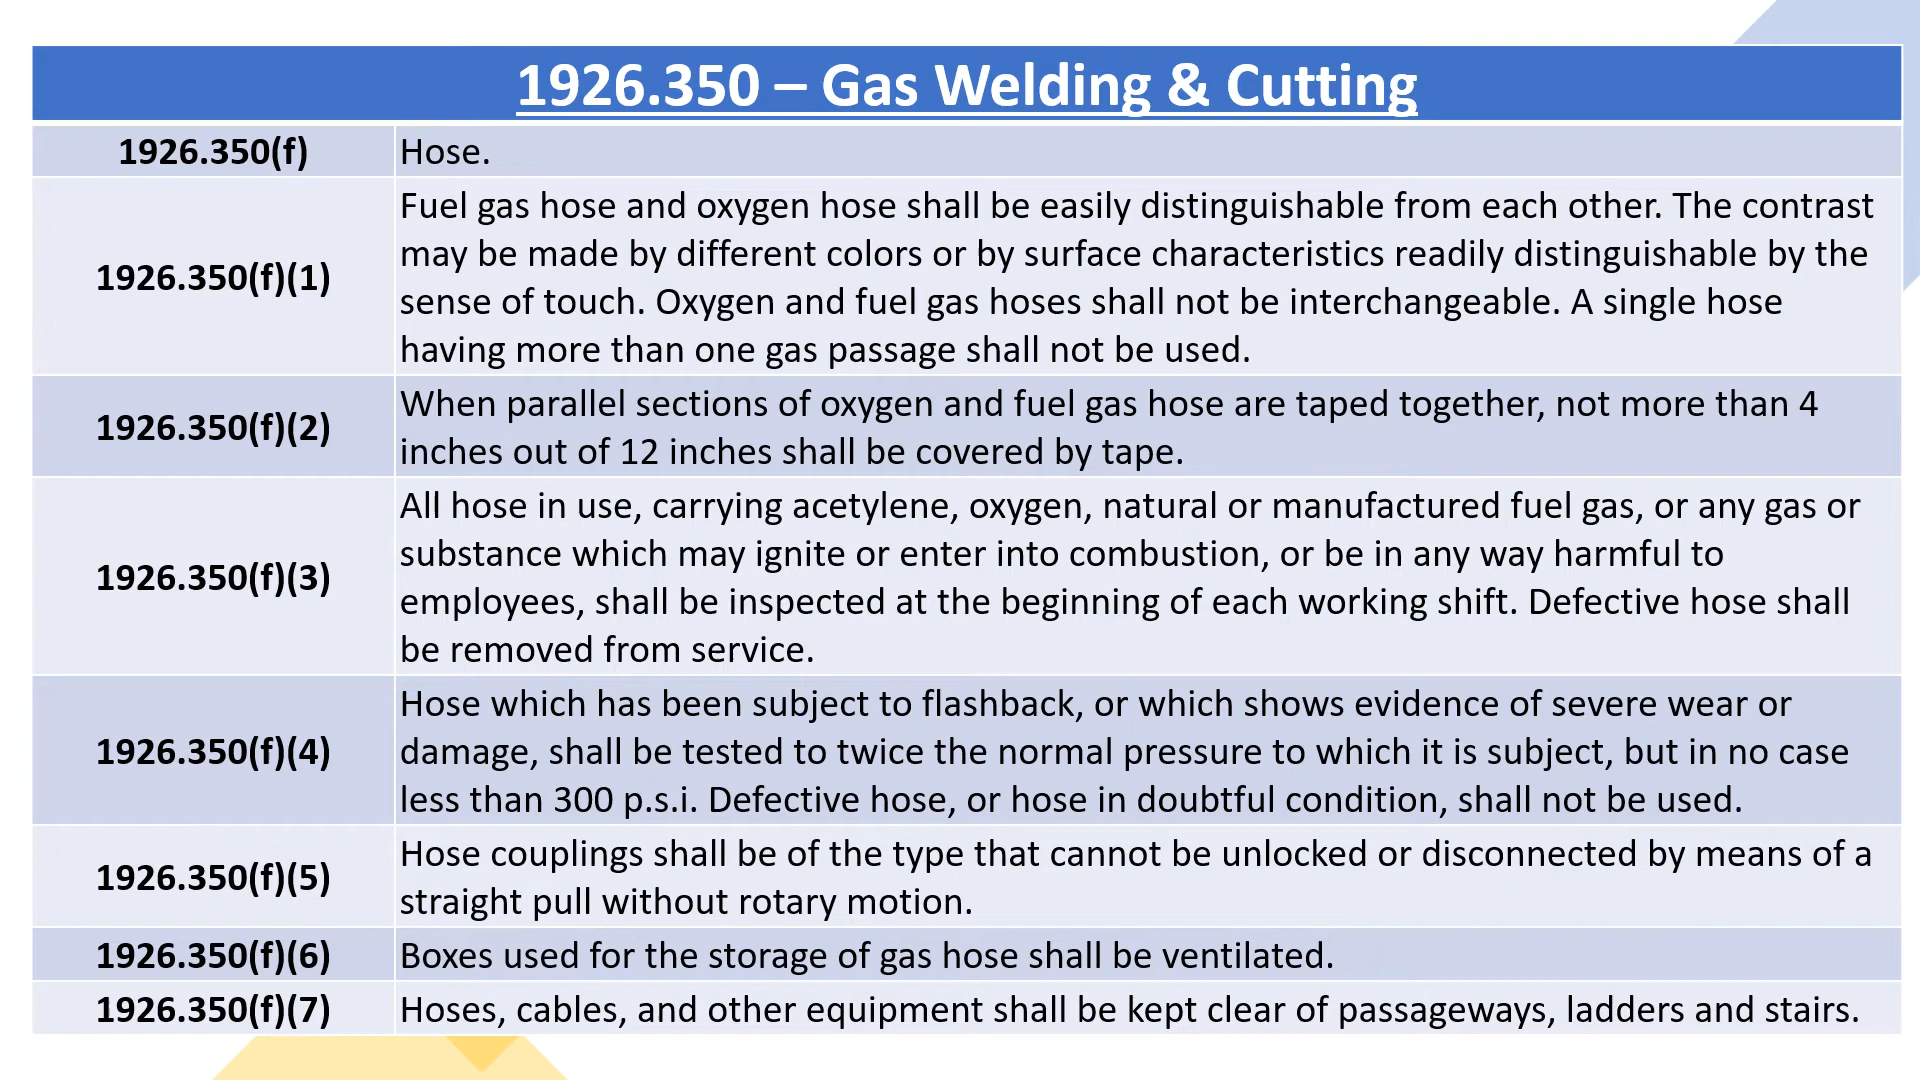 1926.350 – Gas Welding & Cutting
1926.350(f)
Hose.
1926.350(f)(1)
Fuel gas hose and oxygen hose shall be easily distinguishable from each other. The contrast
may be made by different colors or by surface characteristics readily distinguishable by the
sense of touch. Oxygen and fuel gas hoses shall not be interchangeable. A single hose
having more than one gas passage shall not be used.
1926.350(f)(2)
When parallel sections of oxygen and fuel gas hose are taped together, not more than 4
inches out of 12 inches shall be covered by tape.
1926.350(f)(3)
All hose in use, carrying acetylene, oxygen, natural or manufactured fuel gas, or any gas or
substance which may ignite or enter into combustion, or be in any way harmful to
employees, shall be inspected at the beginning of each working shift. Defective hose shall
be removed from service.
1926.350(f)(4)
Hose which has been subject to flashback, or which shows evidence of severe wear or
damage, shall be tested to twice the normal pressure to which it is subject, but in no case
less than 300 p.s.i. Defective hose, or hose in doubtful condition, shall not be used.
1926.350(f)(5)
Hose couplings shall be of the type that cannot be unlocked or disconnected by means of a
straight pull without rotary motion.
1926.350(f)(6)
Boxes used for the storage of gas hose shall be ventilated.
1926.350(f)(7)
Hoses, cables, and other equipment shall be kept clear of passageways, ladders and stairs.